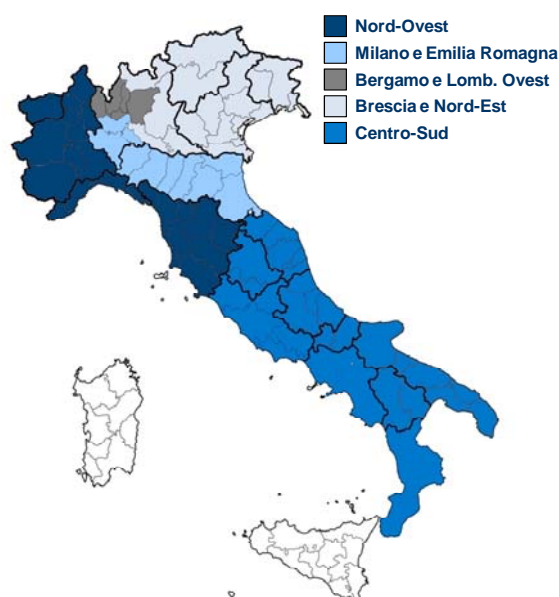 Nord-Ovest
Milano e Emilia Romagna
Bergamo e Lomb. Ovest
Brescia e Nord-Est
Centro-Sud